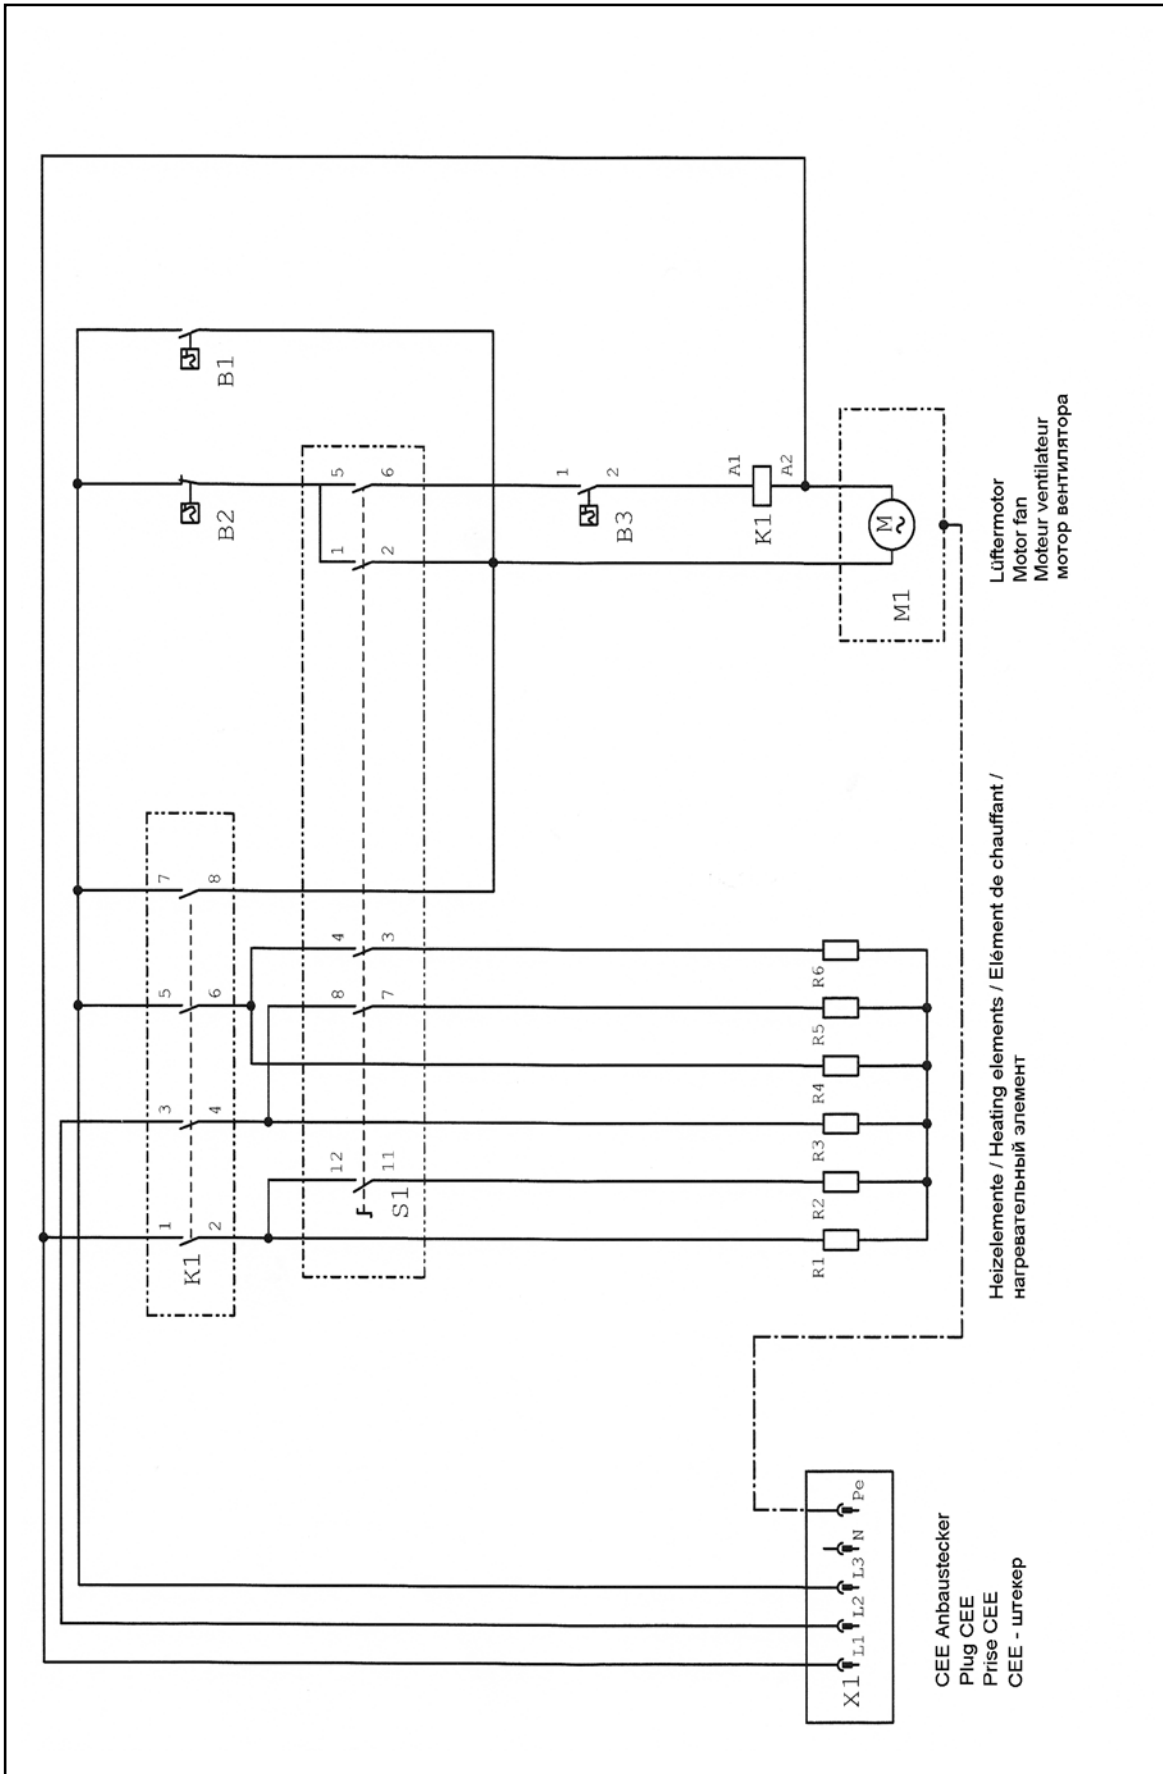 1 3 5 7
K1
2 4 6 8
B2 B1
12 8 4 1 5
11 7 3 2 6
S1
1
2
B3
A1
K1
A2
R1 R2 R3 R4 R5 R6
X1 L1 L2 L3 N Pe
M
~
M1
CEE Anbaustecker
Plug CEE
Prise CEE
CEE - штекер
Heizelemente / Heating elements / Elément de chauffant /
нагревательный элемент
Lüftermotor
Motor fan
Moteur ventilateur
мотор вентилятора